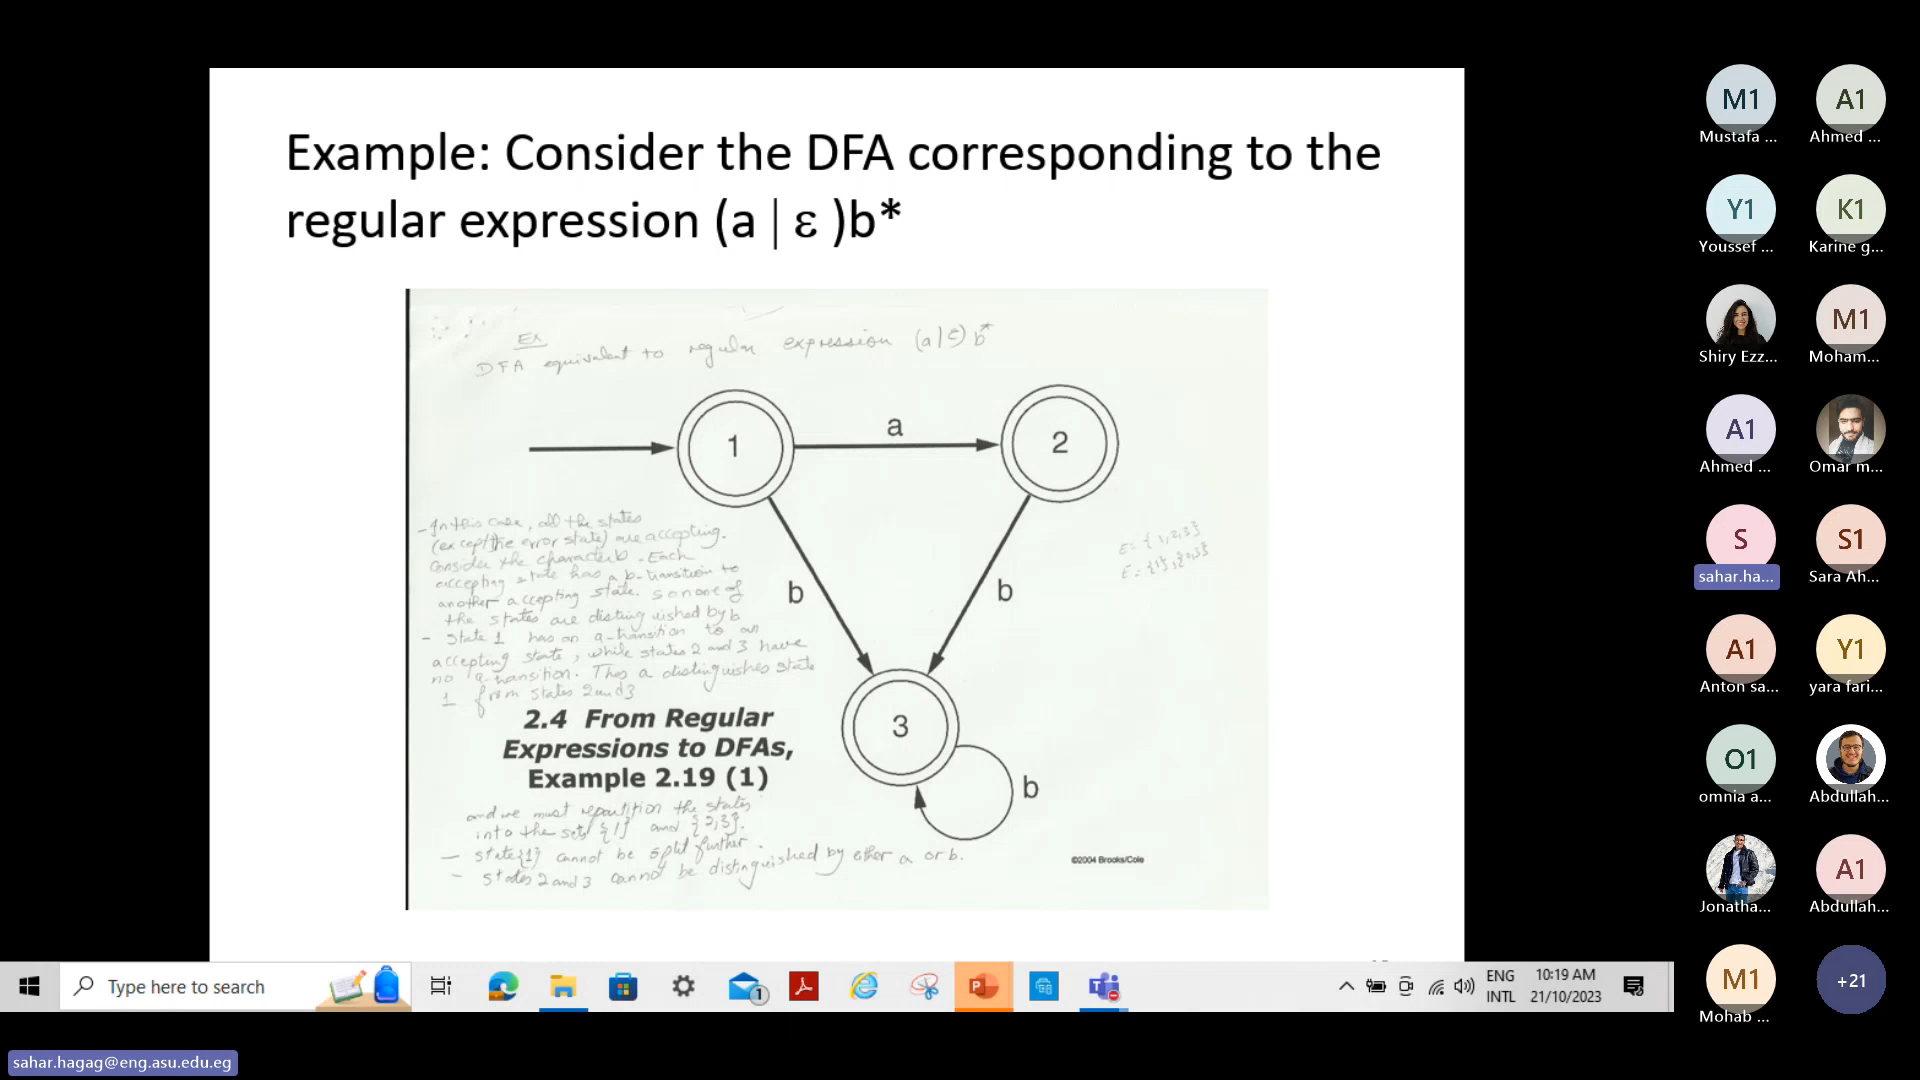 Example: Consider the DFA corresponding to the
regular expression (a | ε )b*
Ex
DFA equivalent to regular expression (a|ε)b*
1
a
2
- In this case, all the states
(except the error state) are accepting.
Consider the character b. Each
accepting state has a b-transition to
another accepting state. so none of
the states are distinguished by b
- State 1 has an a-transition to an
accepting state, while states 2 and 3 have
no a-transition. Thus a distinguishes state
1 from states 2 and 3
E = { 1,2,3}
E = {1}, {2,3}
b
b
3
b
2.4 From Regular
Expressions to DFAs,
Example 2.19 (1)
and we must repartition the states
into the sets {1} and {2,3}.
— state {1} cannot be split further.
— states 2 and 3 cannot be distinguished by either a or b.
©2004 Brooks/Cole
M1
Mustafa ...
A1
Ahmed ...
Y1
Youssef ...
K1
Karine g...
Shiry Ezz...
M1
Moham...
A1
Ahmed ...
Omar m...
S
sahar.ha...
S1
Sara Ah...
A1
Anton sa...
Y1
yara fari...
O1
omnia a...
Abdullah...
Jonatha...
A1
Abdullah...
M1
Mohab ...
+21
Type here to search
1
ENG
INTL
10:19 AM
21/10/2023
sahar.hagag@eng.asu.edu.eg